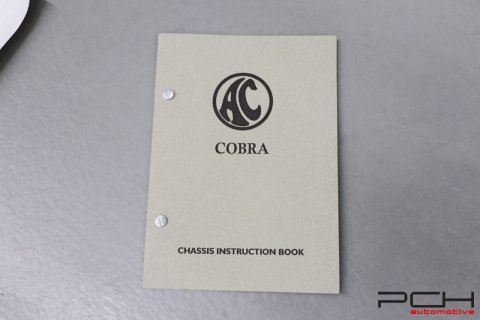 AC
COBRA
CHASSIS INSTRUCTION BOOK
PCH
automotive